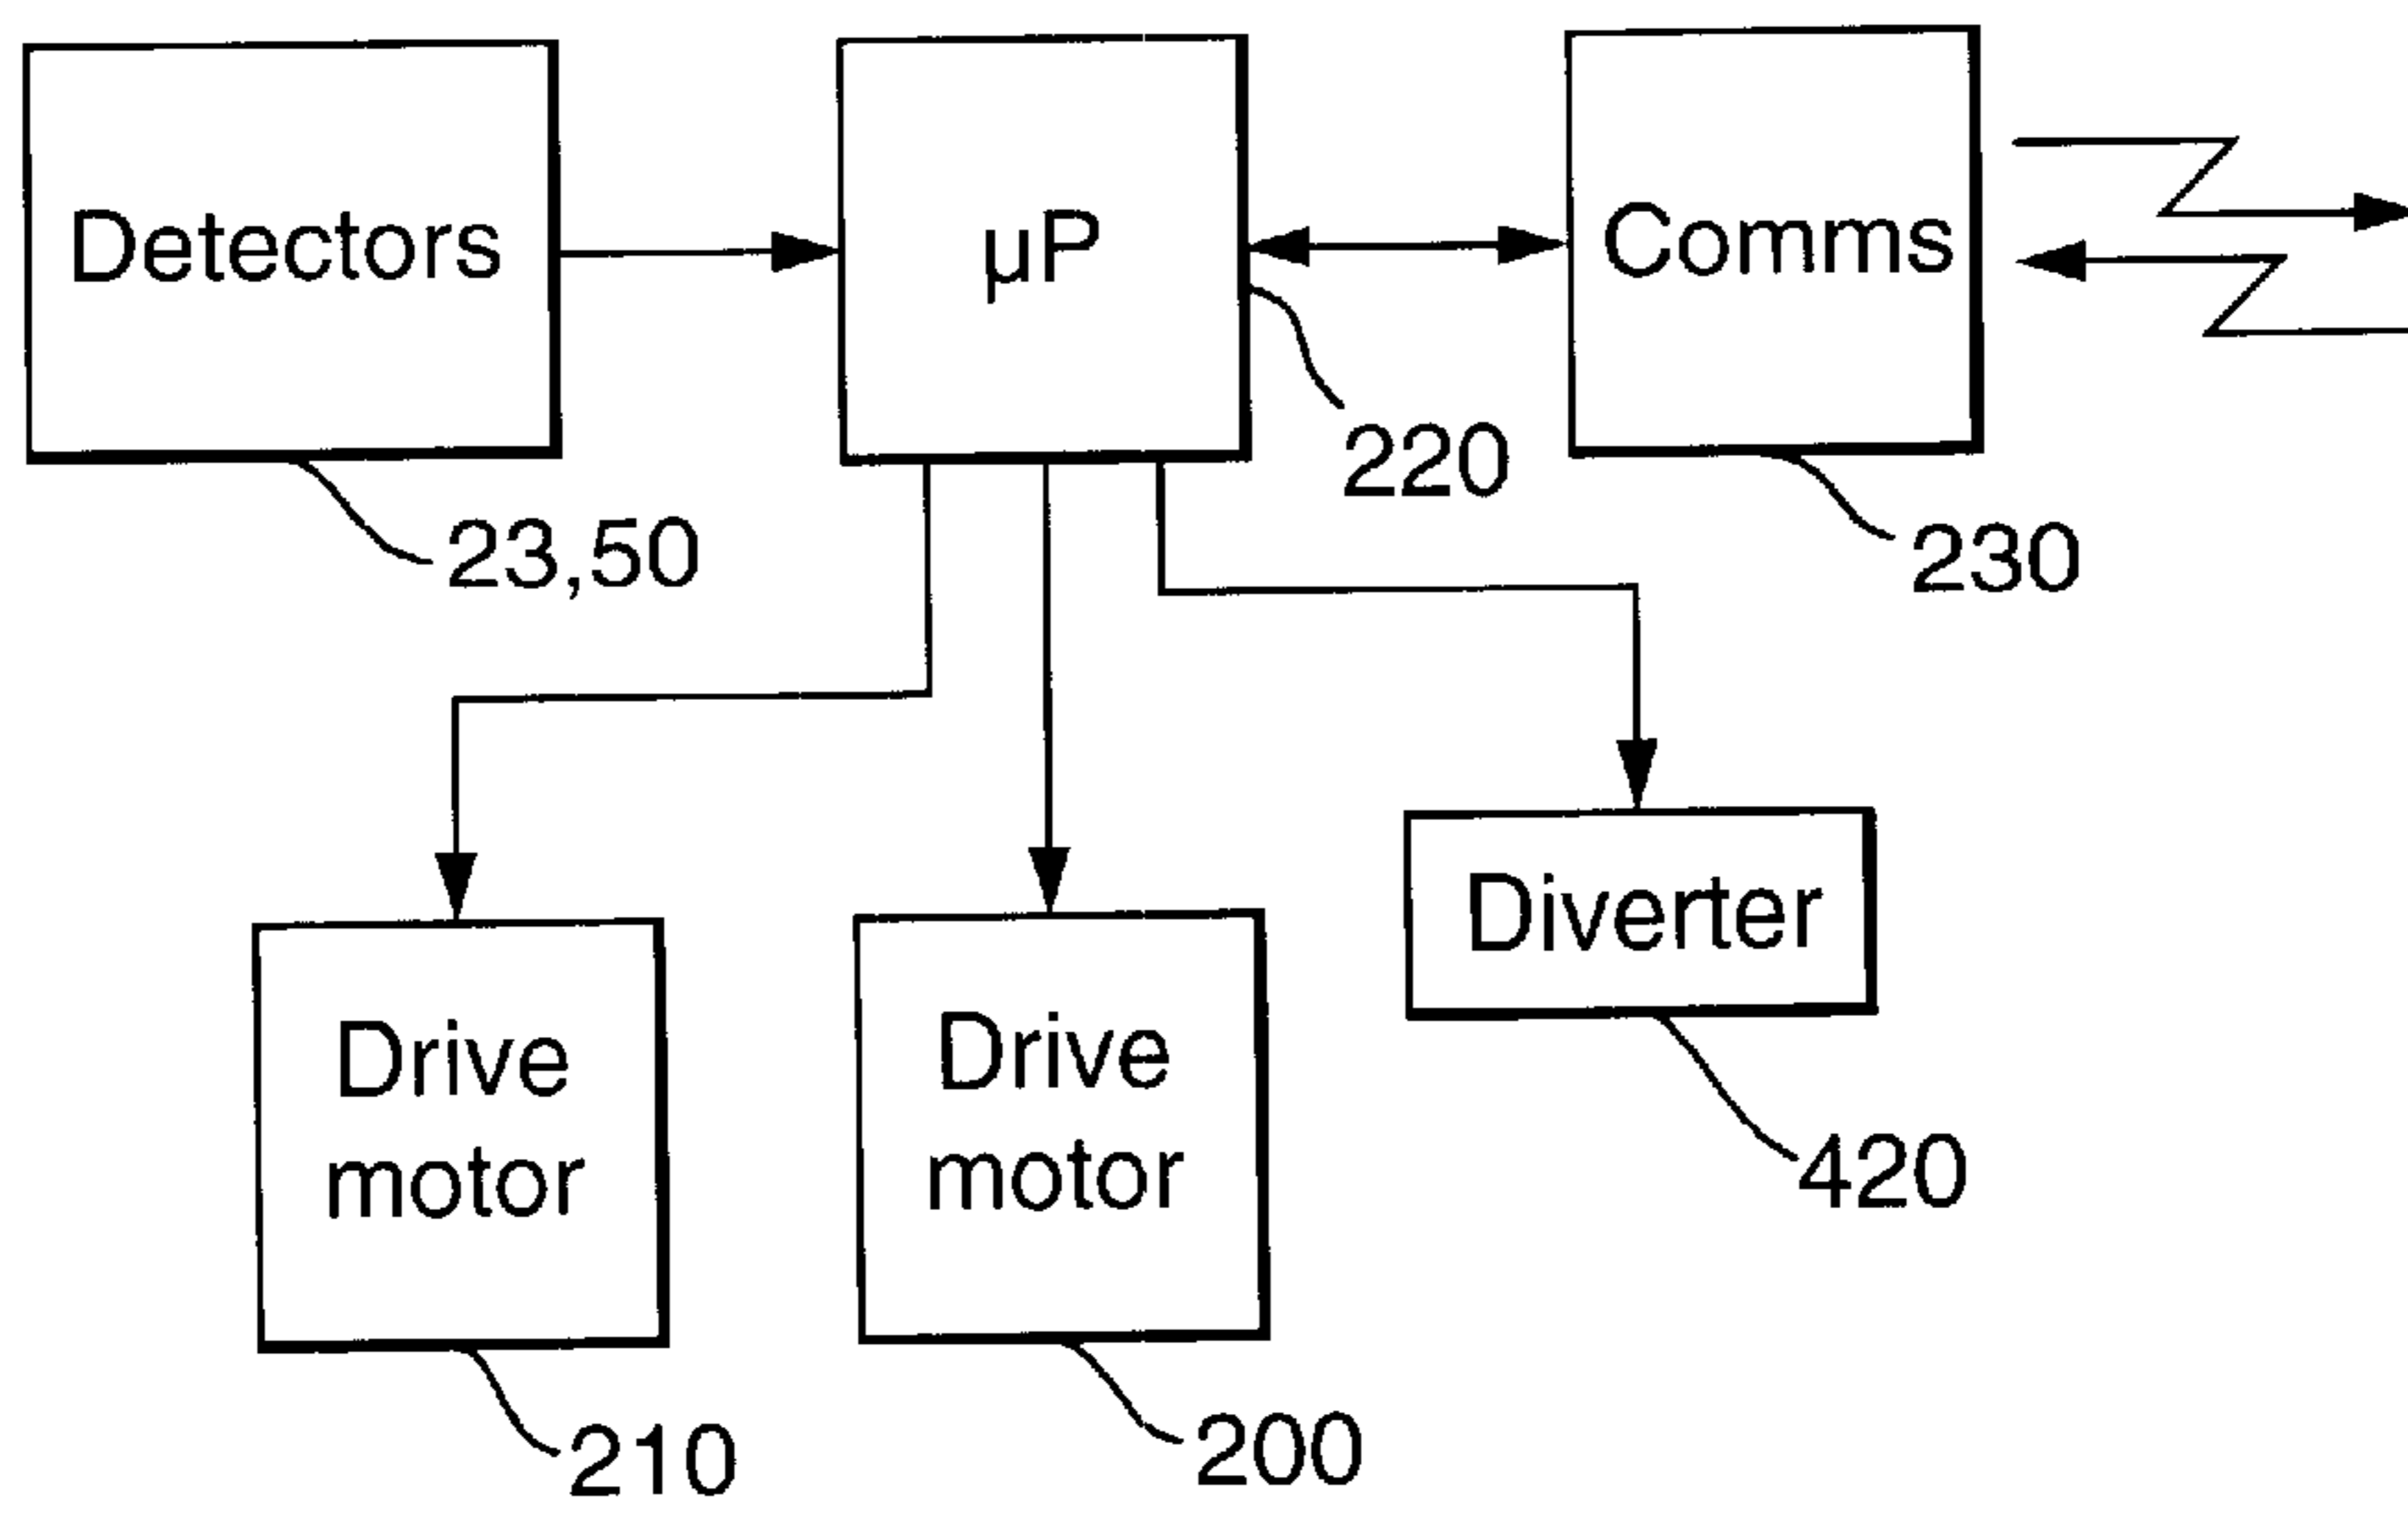 Detectors
µP
Comms
220
23,50
230
Diverter
Drive
motor
Drive
motor
420
210
200